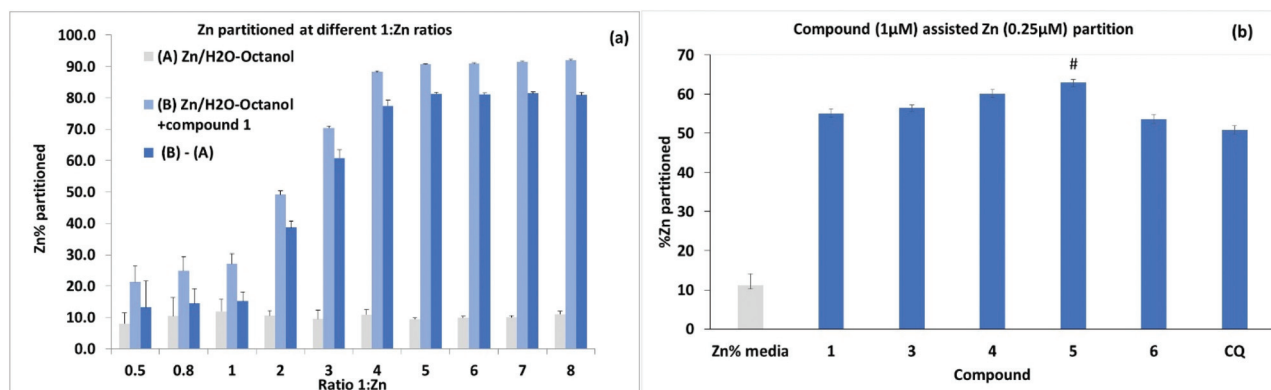 Zn partitioned at different 1:Zn ratios
(a)
100.0
90.0
80.0
70.0
60.0
50.0
40.0
30.0
20.0
10.0
0.0
Zn% partitioned
(A) Zn/H2O-Octanol
(B) Zn/H2O-Octanol
+compound 1
(B) - (A)
0.5 0.8 1 2 3 4 5 6 7 8
Ratio 1:Zn
Compound (1µM) assisted Zn (0.25µM) partition
(b)
70
60
50
40
30
20
10
0
%Zn partitioned
#
Zn% media 1 3 4 5 6 CQ
Compound